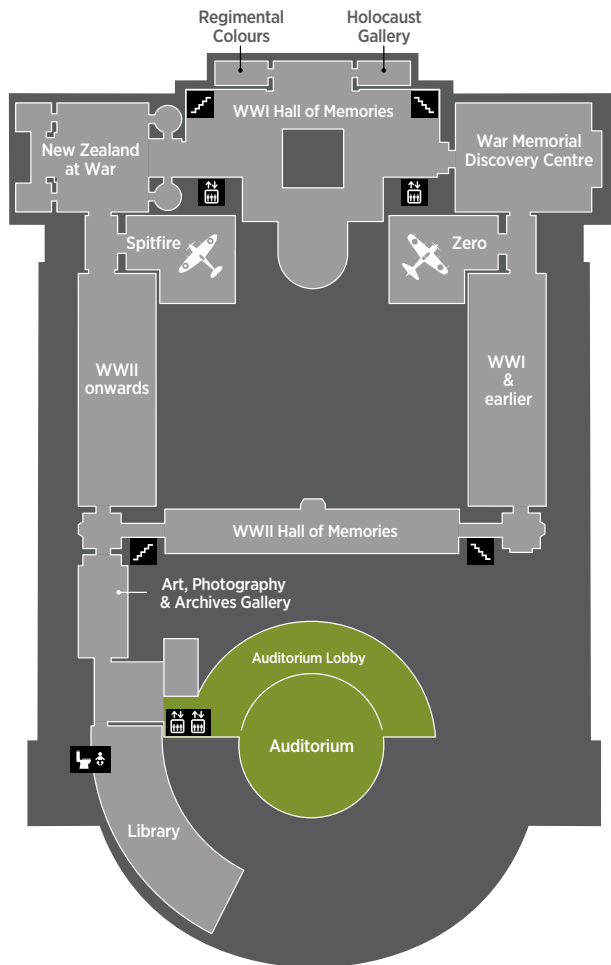 Regimental
Colours
Holocaust
Gallery
WWI Hall of Memories
New Zealand
at War
War Memorial
Discovery Centre
Spitfire
Zero
WWII
onwards
WWI
&
earlier
WWII Hall of Memories
Art, Photography
& Archives Gallery
Auditorium Lobby
Auditorium
Library